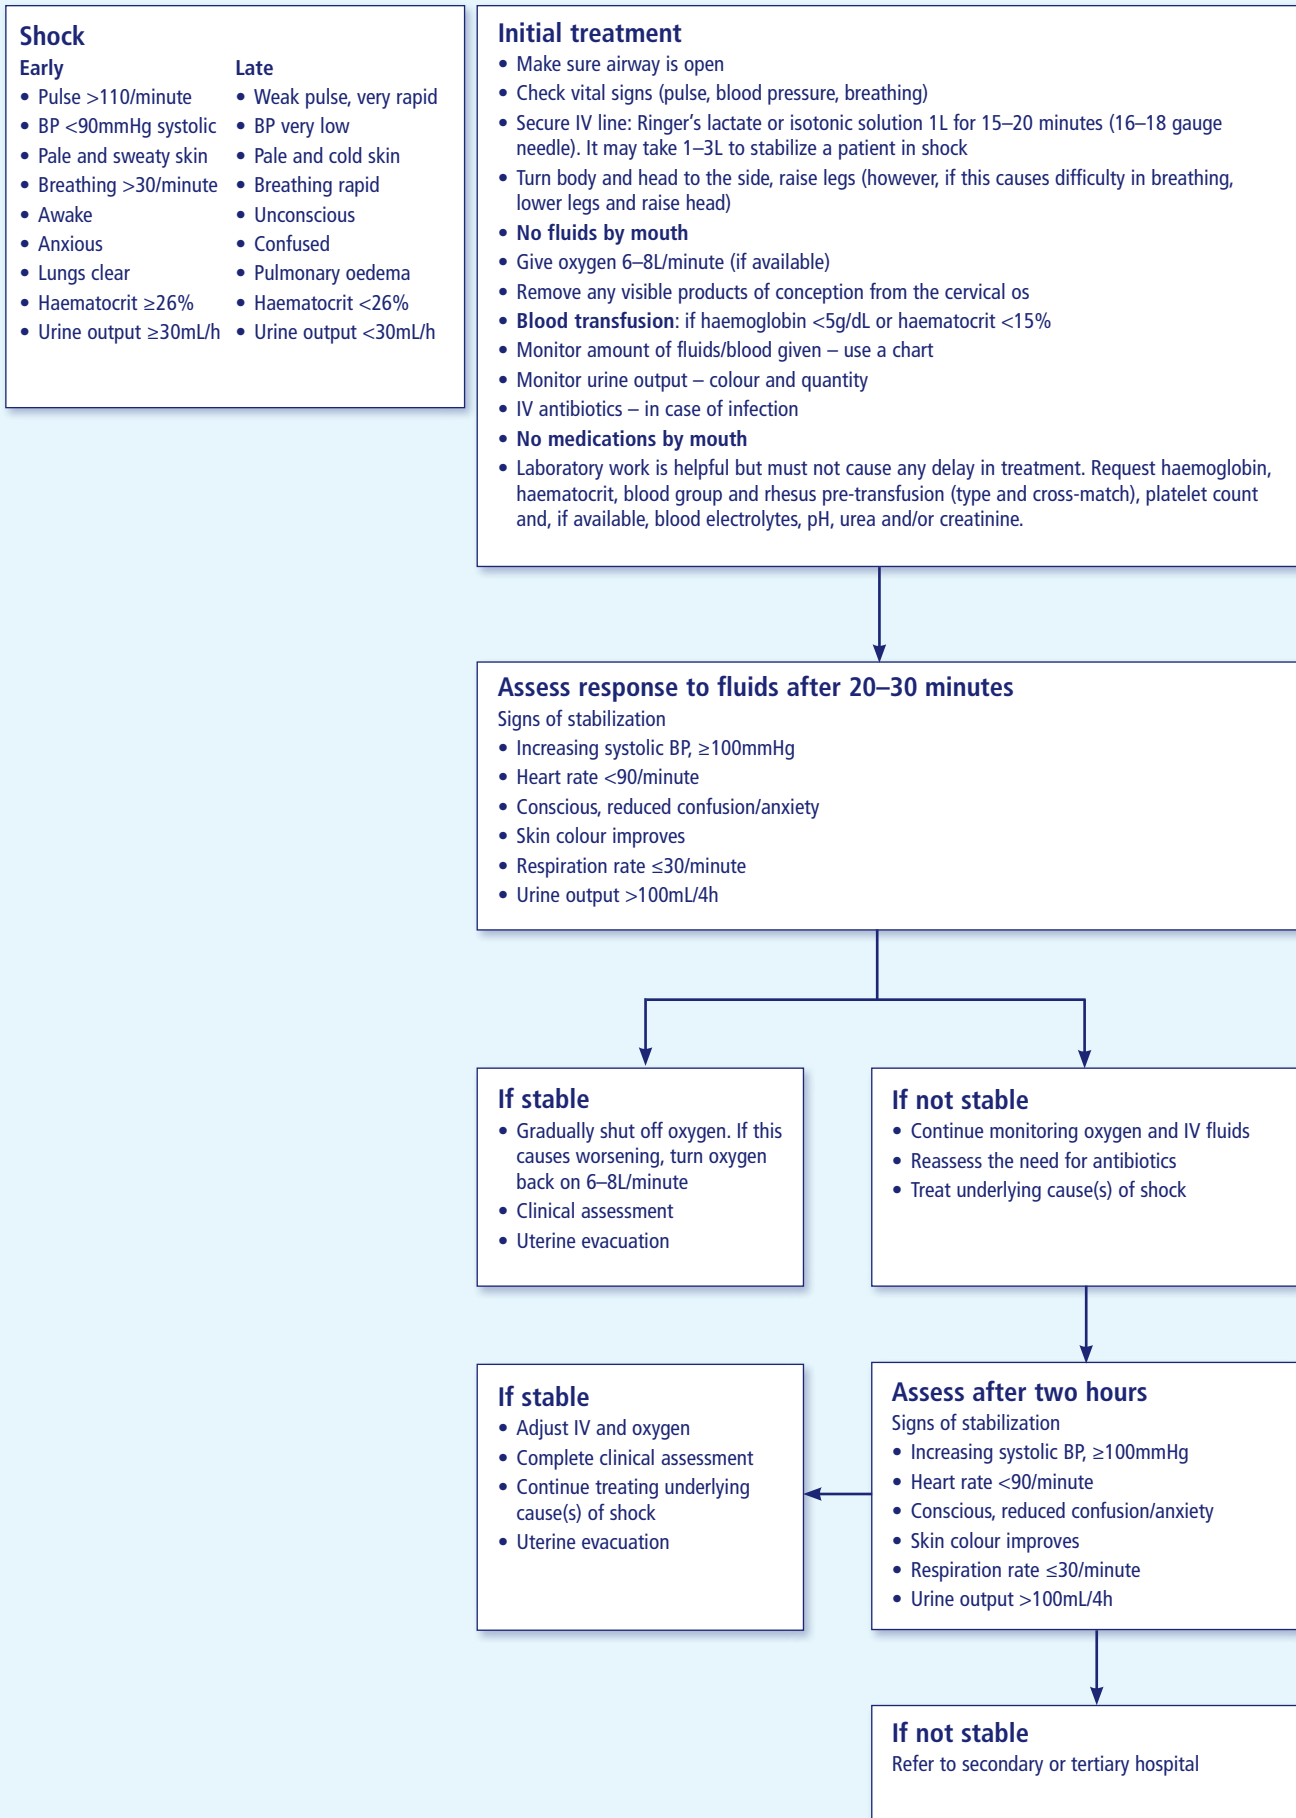 Shock
Early
• Pulse >110/minute
• BP <90mmHg systolic
• Pale and sweaty skin
• Breathing >30/minute
• Awake
• Anxious
• Lungs clear
• Haematocrit ≥26%
• Urine output ≥30mL/h
Late
• Weak pulse, very rapid
• BP very low
• Pale and cold skin
• Breathing rapid
• Unconscious
• Confused
• Pulmonary oedema
• Haematocrit <26%
• Urine output <30mL/h
Initial treatment
• Make sure airway is open
• Check vital signs (pulse, blood pressure, breathing)
• Secure IV line: Ringer’s lactate or isotonic solution 1L for 15–20 minutes (16–18 gauge
needle). It may take 1–3L to stabilize a patient in shock
• Turn body and head to the side, raise legs (however, if this causes difficulty in breathing,
lower legs and raise head)
• No fluids by mouth
• Give oxygen 6–8L/minute (if available)
• Remove any visible products of conception from the cervical os
• Blood transfusion: if haemoglobin <5g/dL or haematocrit <15%
• Monitor amount of fluids/blood given – use a chart
• Monitor urine output – colour and quantity
• IV antibiotics – in case of infection
• No medications by mouth
• Laboratory work is helpful but must not cause any delay in treatment. Request haemoglobin,
haematocrit, blood group and rhesus pre-transfusion (type and cross-match), platelet count
and, if available, blood electrolytes, pH, urea and/or creatinine.
Assess response to fluids after 20–30 minutes
Signs of stabilization
• Increasing systolic BP, ≥100mmHg
• Heart rate <90/minute
• Conscious, reduced confusion/anxiety
• Skin colour improves
• Respiration rate ≤30/minute
• Urine output >100mL/4h
If stable
• Gradually shut off oxygen. If this
causes worsening, turn oxygen
back on 6–8L/minute
• Clinical assessment
• Uterine evacuation
If not stable
• Continue monitoring oxygen and IV fluids
• Reassess the need for antibiotics
• Treat underlying cause(s) of shock
If stable
• Adjust IV and oxygen
• Complete clinical assessment
• Continue treating underlying
cause(s) of shock
• Uterine evacuation
Assess after two hours
Signs of stabilization
• Increasing systolic BP, ≥100mmHg
• Heart rate <90/minute
• Conscious, reduced confusion/anxiety
• Skin colour improves
• Respiration rate ≤30/minute
• Urine output >100mL/4h
If not stable
Refer to secondary or tertiary hospital